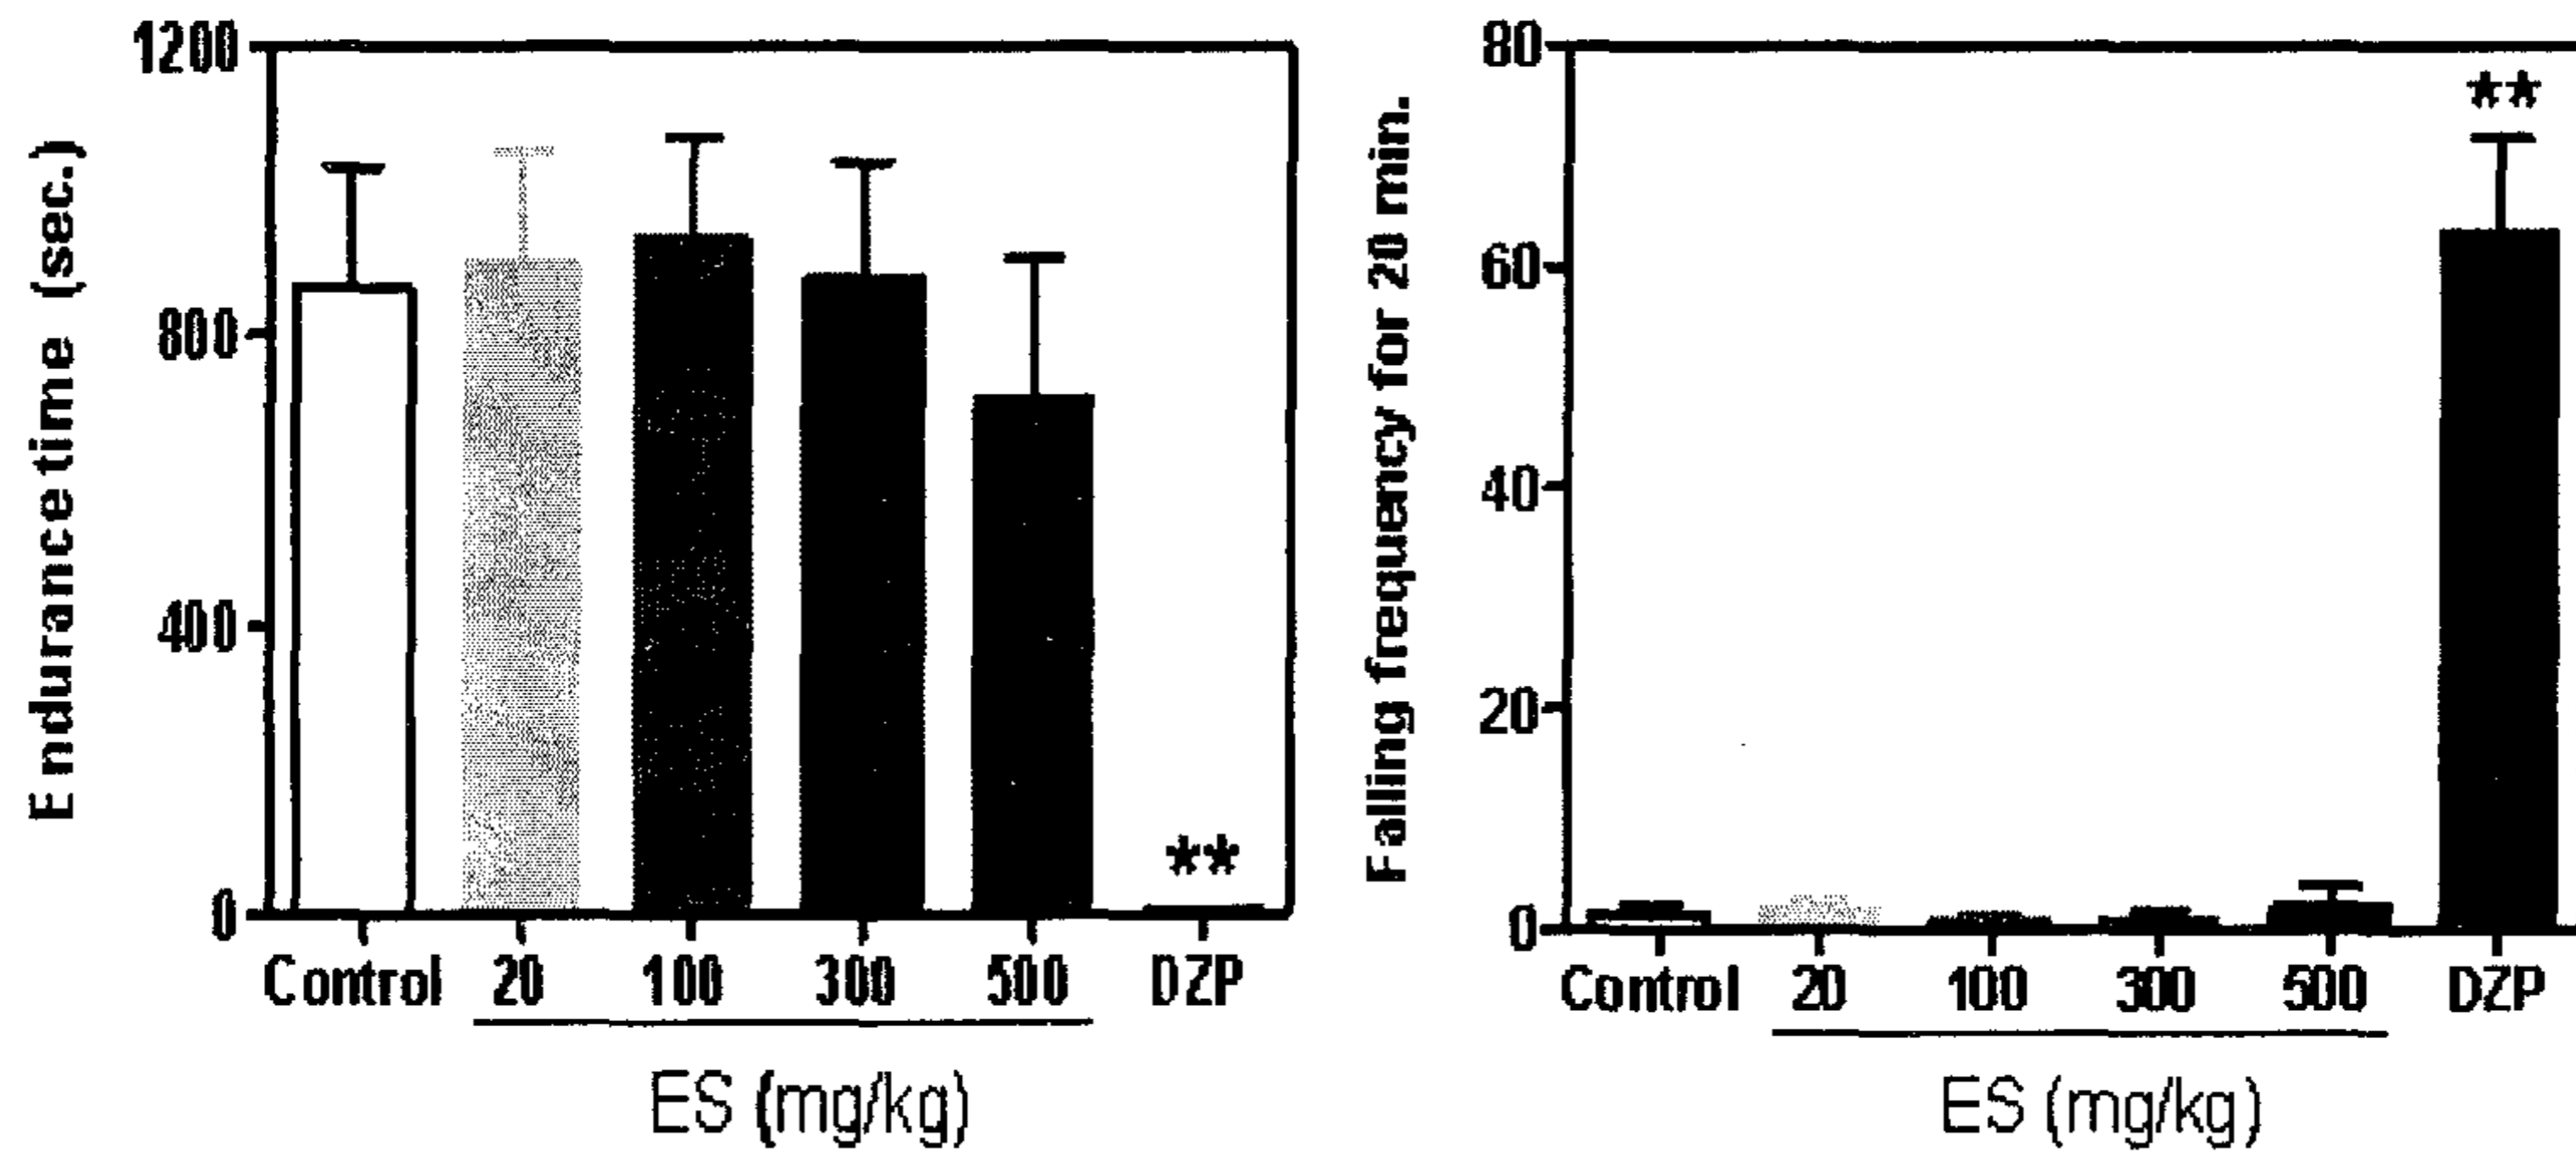 Endurance time (sec.)
1200
800
400
0
**
Control 20 100 300 500 DZP
ES (mg/kg)
Falling frequency for 20 min.
80
60
40
20
0
**
Control 20 100 300 500 DZP
ES (mg/kg)